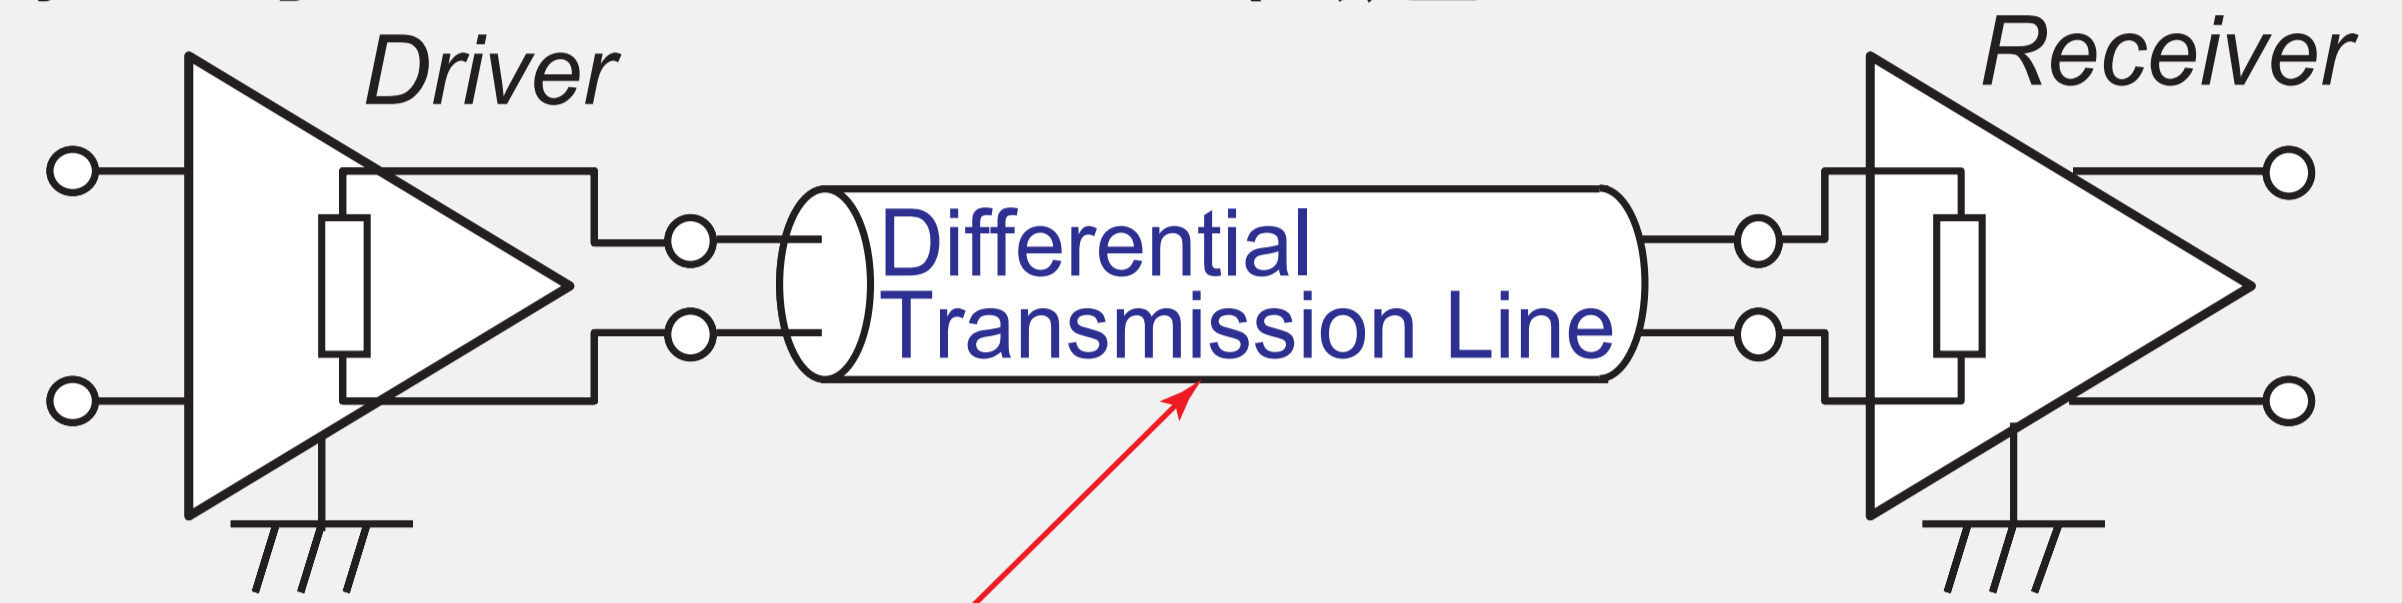 Driver
Receiver
Differential
Transmission Line